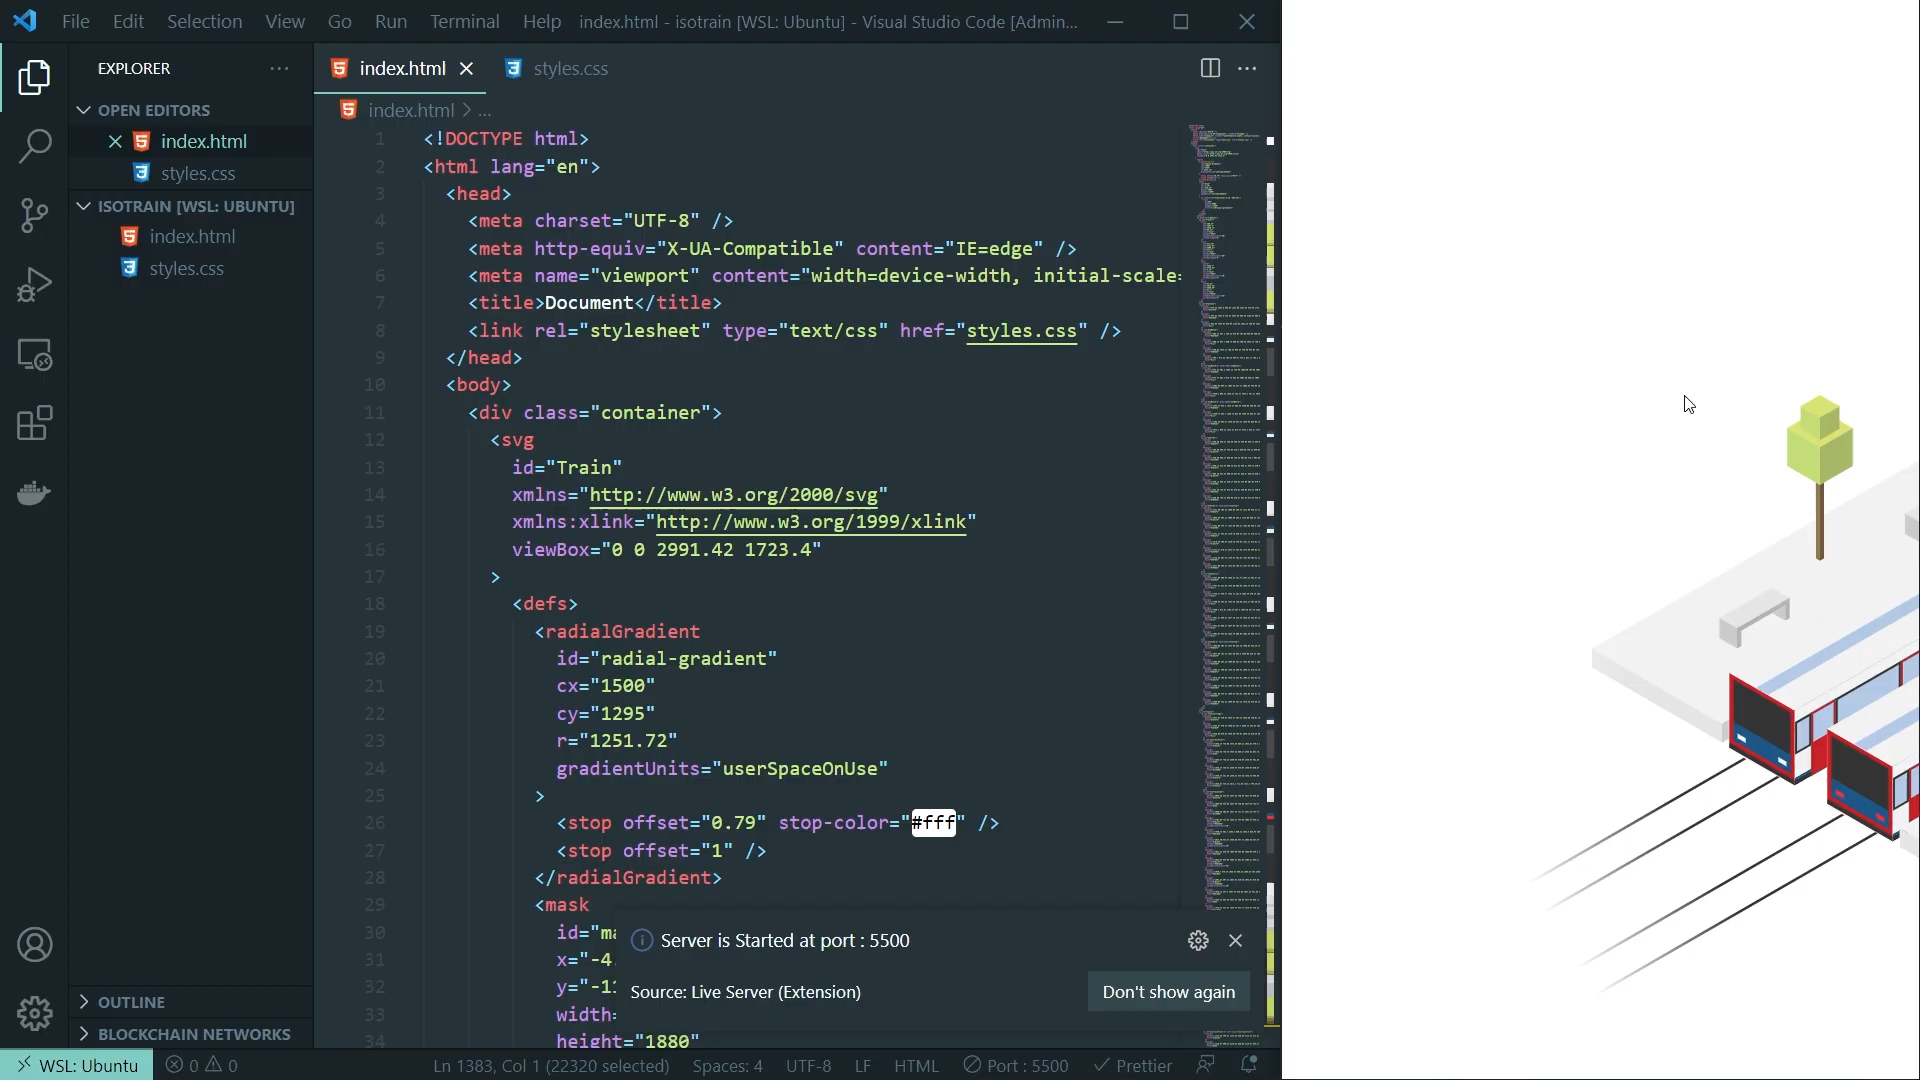 File Edit Selection View Go Run Terminal Help index.html - isotrain [WSL: Ubuntu] - Visual Studio Code [Admin...
EXPLORER
OPEN EDITORS
index.html
styles.css
ISOTRAIN [WSL: UBUNTU]
index.html
styles.css
OUTLINE
BLOCKCHAIN NETWORKS
index.html styles.css
index.html > ...
1 <!DOCTYPE html>
2 <html lang="en">
3 <head>
4 <meta charset="UTF-8" />
5 <meta http-equiv="X-UA-Compatible" content="IE=edge" />
6 <meta name="viewport" content="width=device-width, initial-scale=
7 <title>Document</title>
8 <link rel="stylesheet" type="text/css" href="styles.css" />
9 </head>
10 <body>
11 <div class="container">
12 <svg
13 id="Train"
14 xmlns="http://www.w3.org/2000/svg"
15 xmlns:xlink="http://www.w3.org/1999/xlink"
16 viewBox="0 0 2991.42 1723.4"
17 >
18 <defs>
19 <radialGradient
20 id="radial-gradient"
21 cx="1500"
22 cy="1295"
23 r="1251.72"
24 gradientUnits="userSpaceOnUse"
25 >
26 <stop offset="0.79" stop-color="#fff" />
27 <stop offset="1" />
28 </radialGradient>
29 <mask
30 id="ma
31 x="-4
32 y="-1
33 width=
34 height="1880"
Server is Started at port : 5500
Source: Live Server (Extension) Don't show again
WSL: Ubuntu 0 0 Ln 1383, Col 1 (22320 selected) Spaces: 4 UTF-8 LF HTML Port : 5500 Prettier